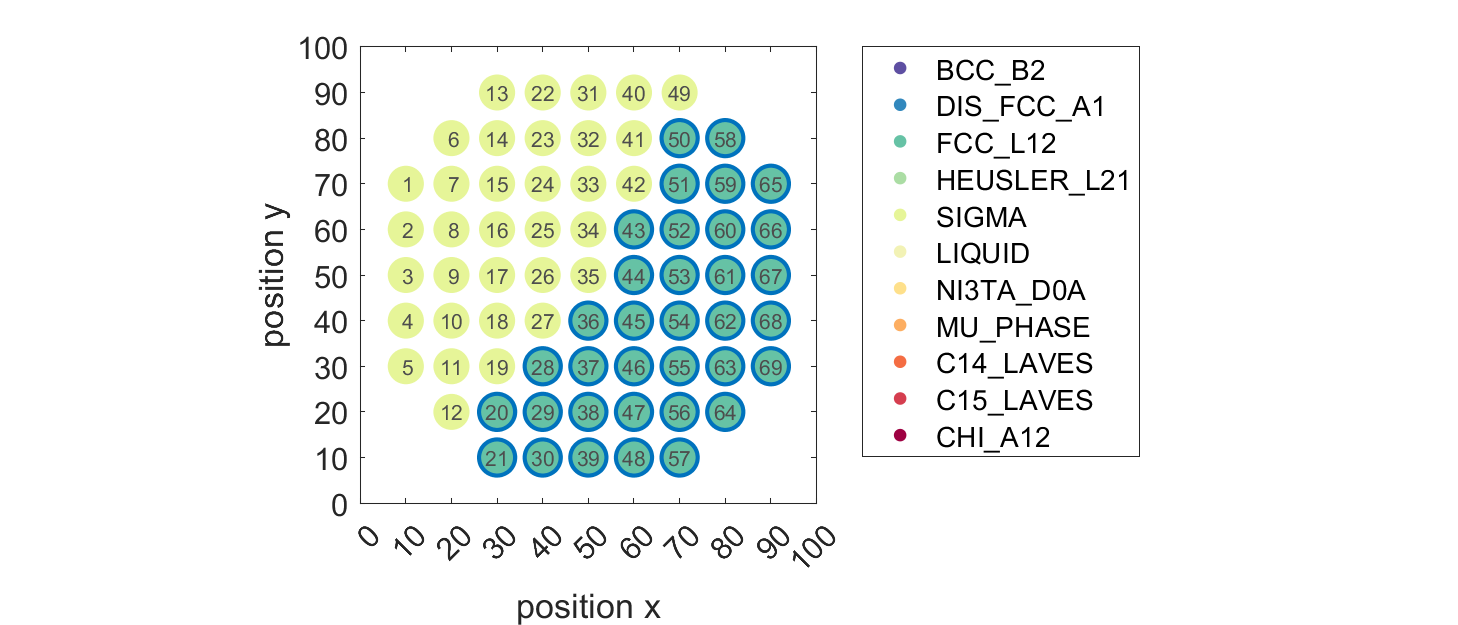 100
90 13 22 31 40 49
80 6 14 23 32 41 50 58
70 1 7 15 24 33 42 51 59 65
60 2 8 16 25 34 43 52 60 66
50 3 9 17 26 35 44 53 61 67
40 4 10 18 27 36 45 54 62 68
30 5 11 19 28 37 46 55 63 69
20 12 20 29 38 47 56 64
10 21 30 39 48 57
0
position y
0 10 20 30 40 50 60 70 80 90 100
position x
BCC_B2
DIS_FCC_A1
FCC_L12
HEUSLER_L21
SIGMA
LIQUID
NI3TA_D0A
MU_PHASE
C14_LAVES
C15_LAVES
CHI_A12